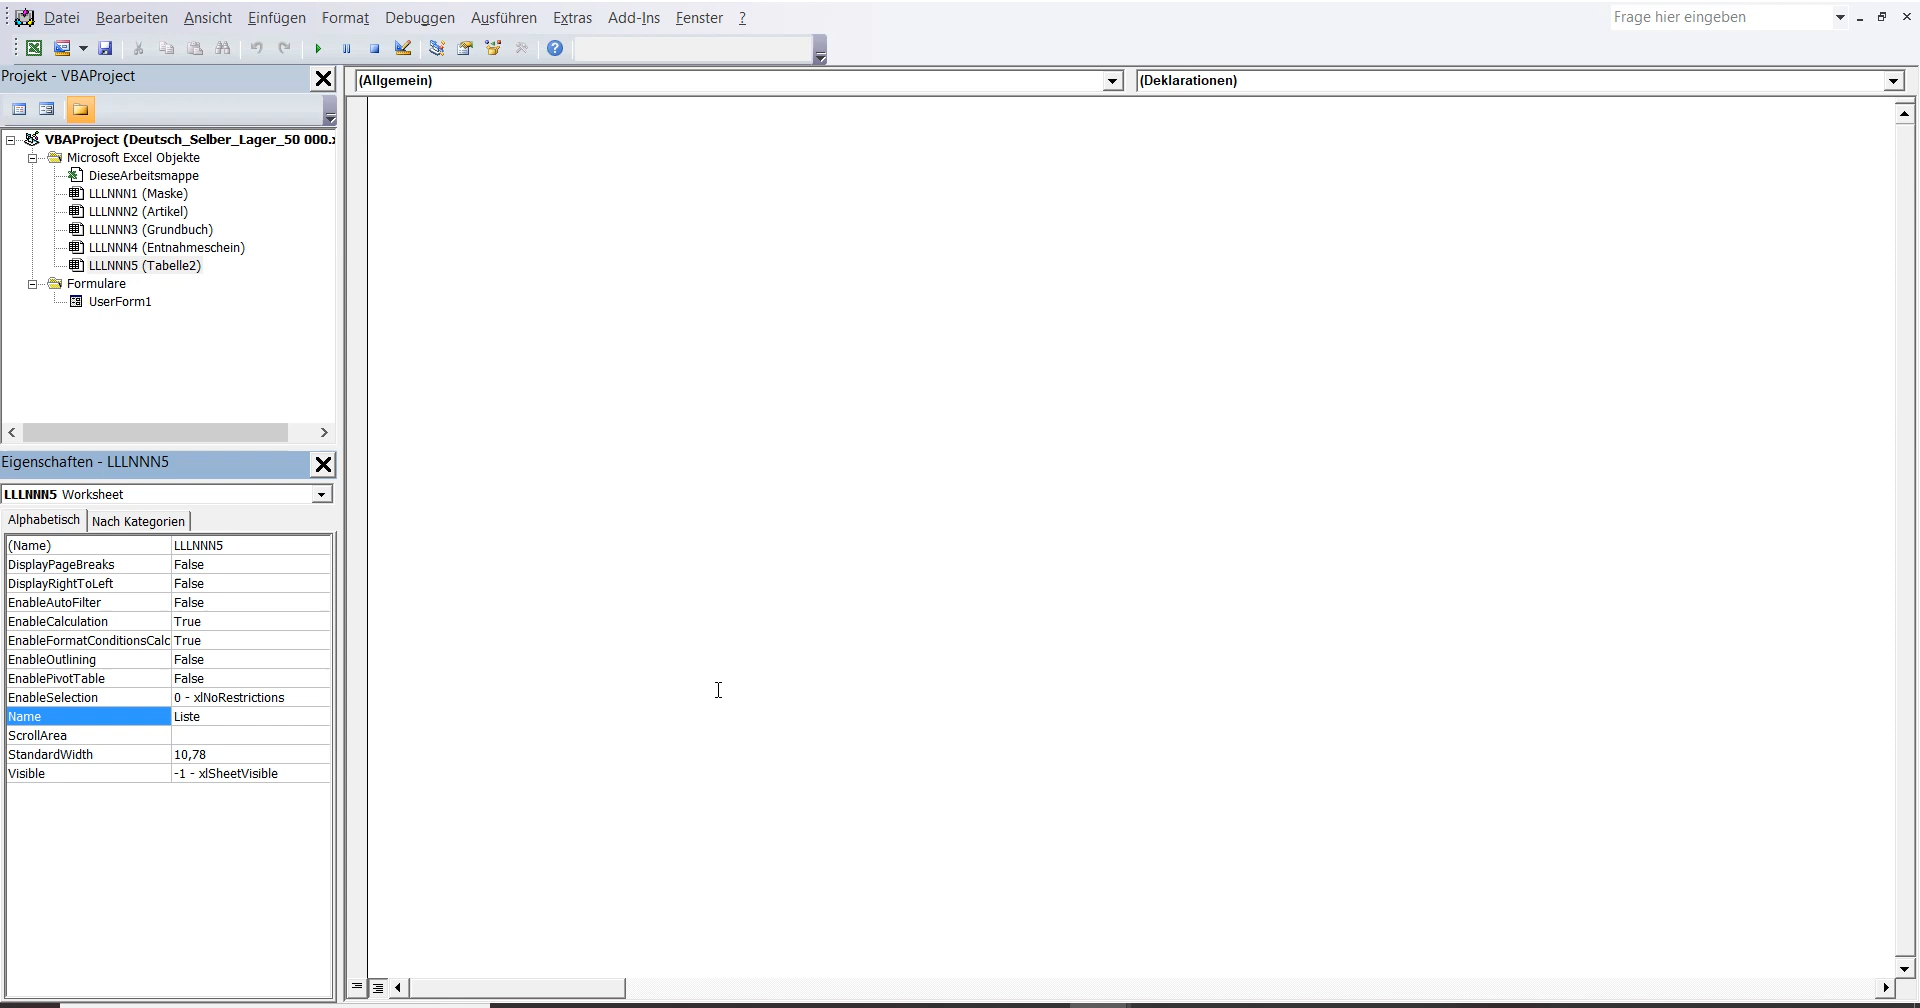 Datei Bearbeiten Ansicht Einfügen Format Debuggen Ausführen Extras Add-Ins Fenster ? Frage hier eingeben
Projekt - VBAProject
(Allgemein) (Deklarationen)
VBAProject (Deutsch_Selber_Lager_50 000.x
Microsoft Excel Objekte
DieseArbeitsmappe
LLLNNN1 (Maske)
LLLNNN2 (Artikel)
LLLNNN3 (Grundbuch)
LLLNNN4 (Entnahmeschein)
LLLNNN5 (Tabelle2)
Formulare
UserForm1
Eigenschaften - LLLNNN5
LLLNNN5 Worksheet
Alphabetisch Nach Kategorien
(Name) LLLNNN5
DisplayPageBreaks False
DisplayRightToLeft False
EnableAutoFilter False
EnableCalculation True
EnableFormatConditionsCalc True
EnableOutlining False
EnablePivotTable False
EnableSelection 0 - xlNoRestrictions
Name Liste
ScrollArea
StandardWidth 10,78
Visible -1 - xlSheetVisible